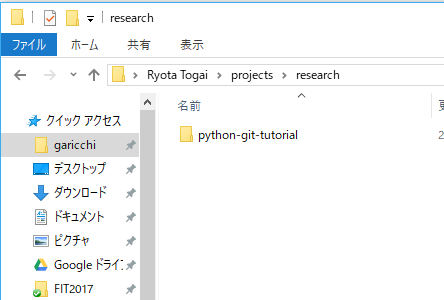 research
ファイル ホーム 共有 表示
Ryota Togai projects research
名前
クイック アクセス
python-git-tutorial
garicchi
デスクトップ
ダウンロード
ドキュメント
ピクチャ
Google ドライ
FIT2017